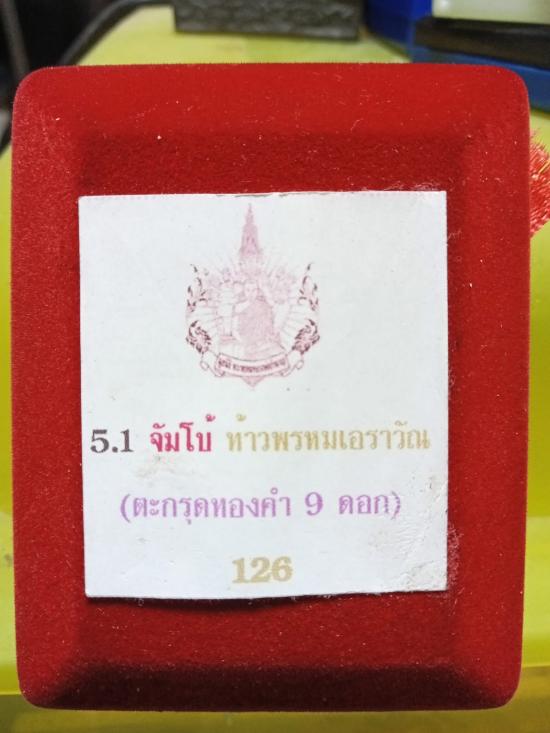 5.1 จัมโบ้ ท้าวพรหมเอราวัณ
(ตะกรุดทองคำ 9 ดอก)
126